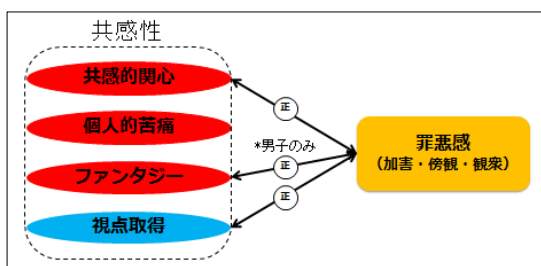 共感性
共感的関心
正
個人的苦痛
*男子のみ
正
ファンタジー
正
視点取得
罪悪感
(加害・傍観・観衆)